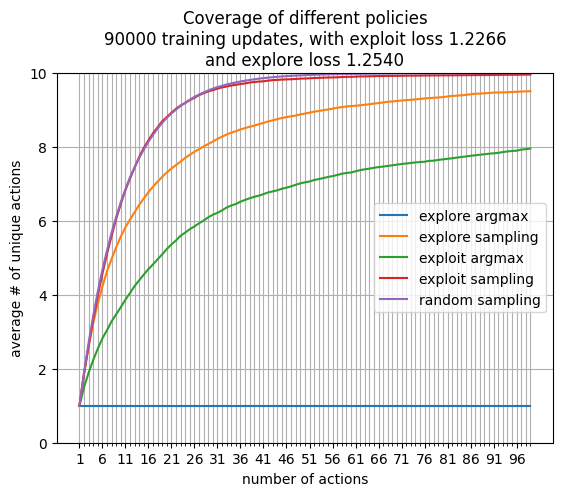 Coverage of different policies
90000 training updates, with exploit loss 1.2266
and explore loss 1.2540
10
8
6
4
2
0
average # of unique actions
explore argmax
explore sampling
exploit argmax
exploit sampling
random sampling
1 6 11 16 21 26 31 36 41 46 51 56 61 66 71 76 81 86 91 96
number of actions